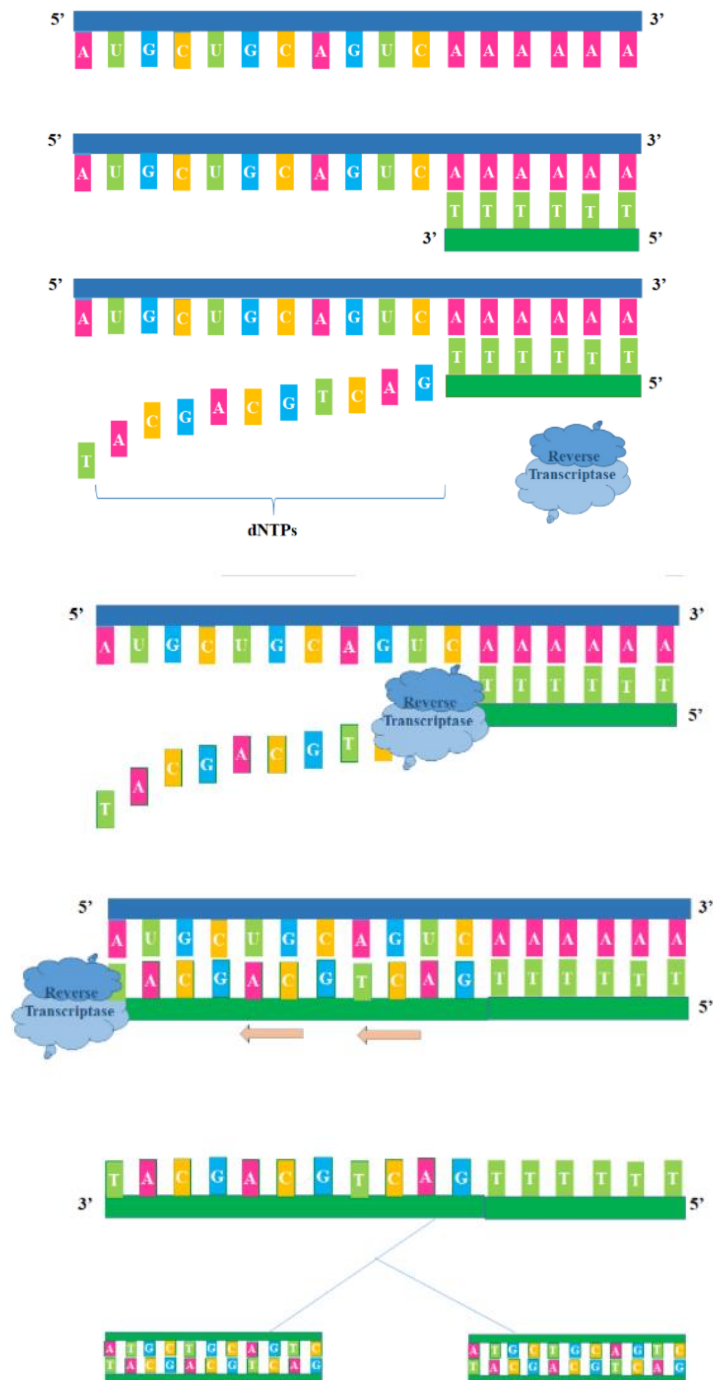 5’ 3’
A U G C U G C A G U C A A A A A A
5’ 3’
A U G C U G C A G U C A A A A A A
T T T T T T
3’ 5’
5’ 3’
A U G C U G C A G U C A A A A A A
T T T T T T
5’
T A C G A C G T C A G
Reverse
Transcriptase
dNTPs
5’ 3’
A U G C U G C A G U C A A A A A A
T T T T T T
5’
Reverse
Transcriptase
T A C G A C G T C
5’ 3’
A U G C U G C A G U C A A A A A A
T A C G A C G T C A G T T T T T T
Reverse
Transcriptase
5’
T A C G A C G T C A G T T T T T T
3’ 5’
A T G C T G C A G T C
T A C G A C G T C A G
A T G C T G C A G T C
T A C G A C G T C A G